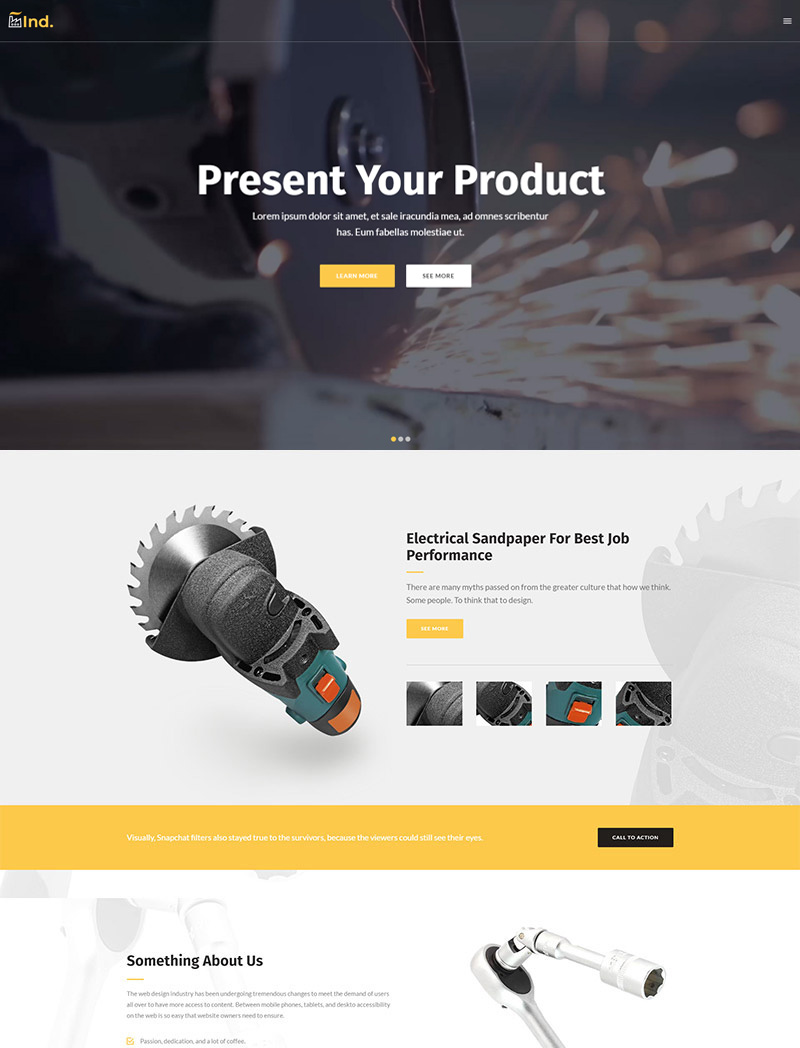 Ind.
Present Your Product
Lorem ipsum dolor sit amet, et sale iracundia mea, ad omnes scribentur
has. Eum fabellas molestiae ut.
LEARN MORE
SEE MORE
Electrical Sandpaper For Best Job
Performance
There are many myths passed on from the greater culture that how we think.
Some people. To think that to design.
SEE MORE
Visually, Snapchat filters also stayed true to the survivors, because the viewers could still see their eyes.
CALL TO ACTION
Something About Us
The web design industry has been undergoing tremendous changes to meet the demand of users
all over to have more access to content. Between mobile phones, tablets, and deskto accessibility
on the web is so easy that website owners need to ensure.
Passion, dedication, and a lot of coffee.